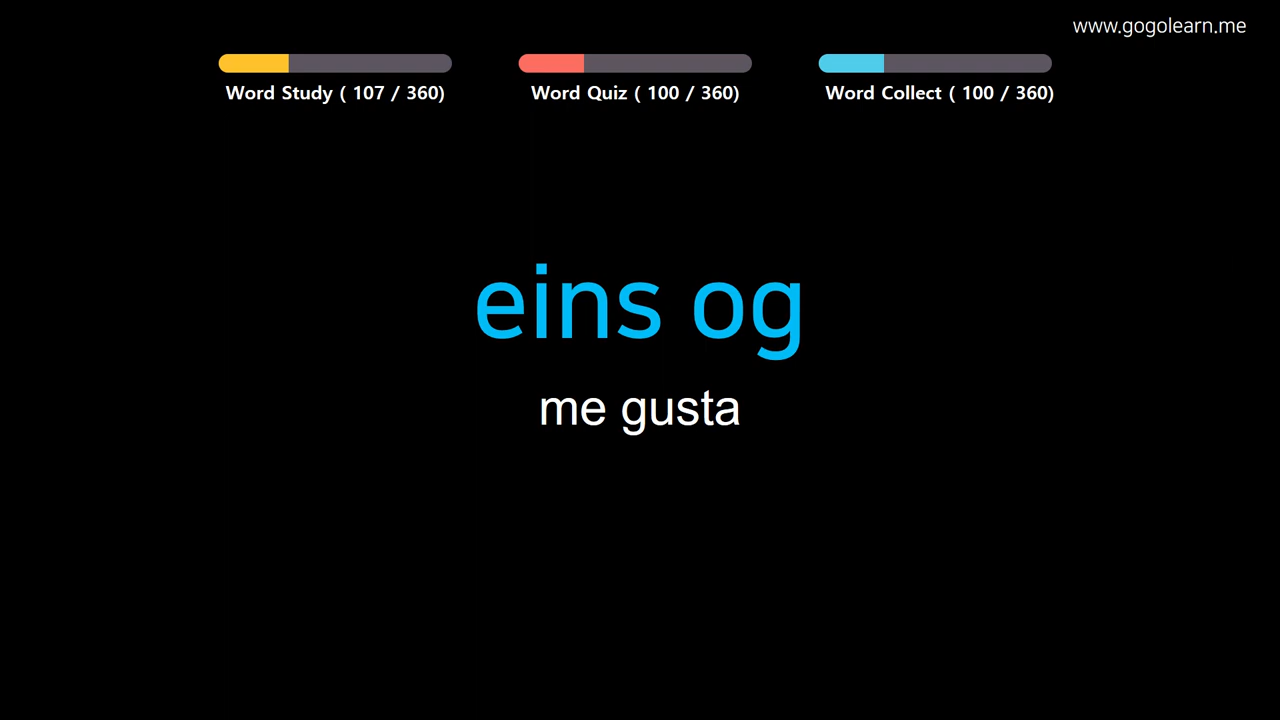 www.gogolearn.me
Word Study ( 107 / 360)
Word Quiz ( 100 / 360)
Word Collect ( 100 / 360)
eins og
me gusta